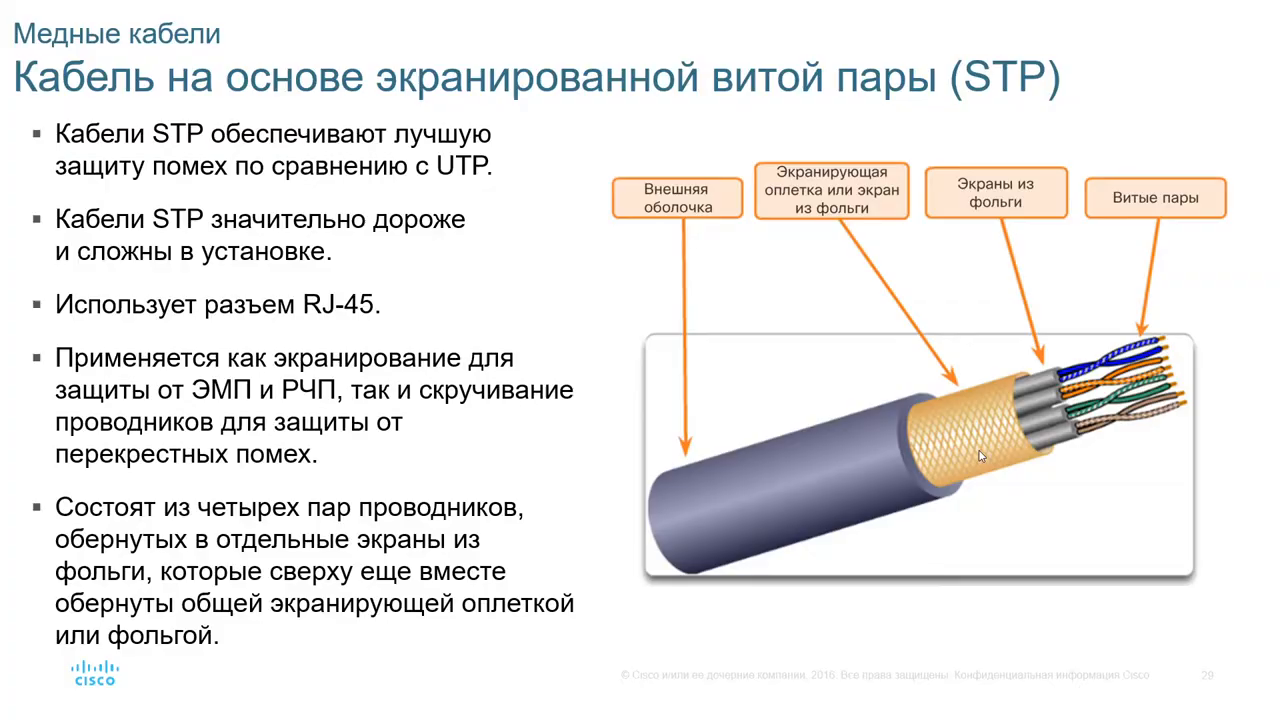 Медные кабели
Кабель на основе экранированной витой пары (STP)
▪ Кабели STP обеспечивают лучшую
защиту помех по сравнению с UTP.
▪ Кабели STP значительно дороже
и сложны в установке.
▪ Использует разъем RJ-45.
▪ Применяется как экранирование для
защиты от ЭМП и РЧП, так и скручивание
проводников для защиты от
перекрестных помех.
▪ Состоят из четырех пар проводников,
обернутых в отдельные экраны из
фольги, которые сверху еще вместе
обернуты общей экранирующей оплеткой
или фольгой.
Внешняя
оболочка
Экранирующая
оплетка или экран
из фольги
Экраны из
фольги
Витые пары
cisco
© Cisco и/или ее дочерние компании, 2016. Все права защищены. Конфиденциальная информация Cisco
29